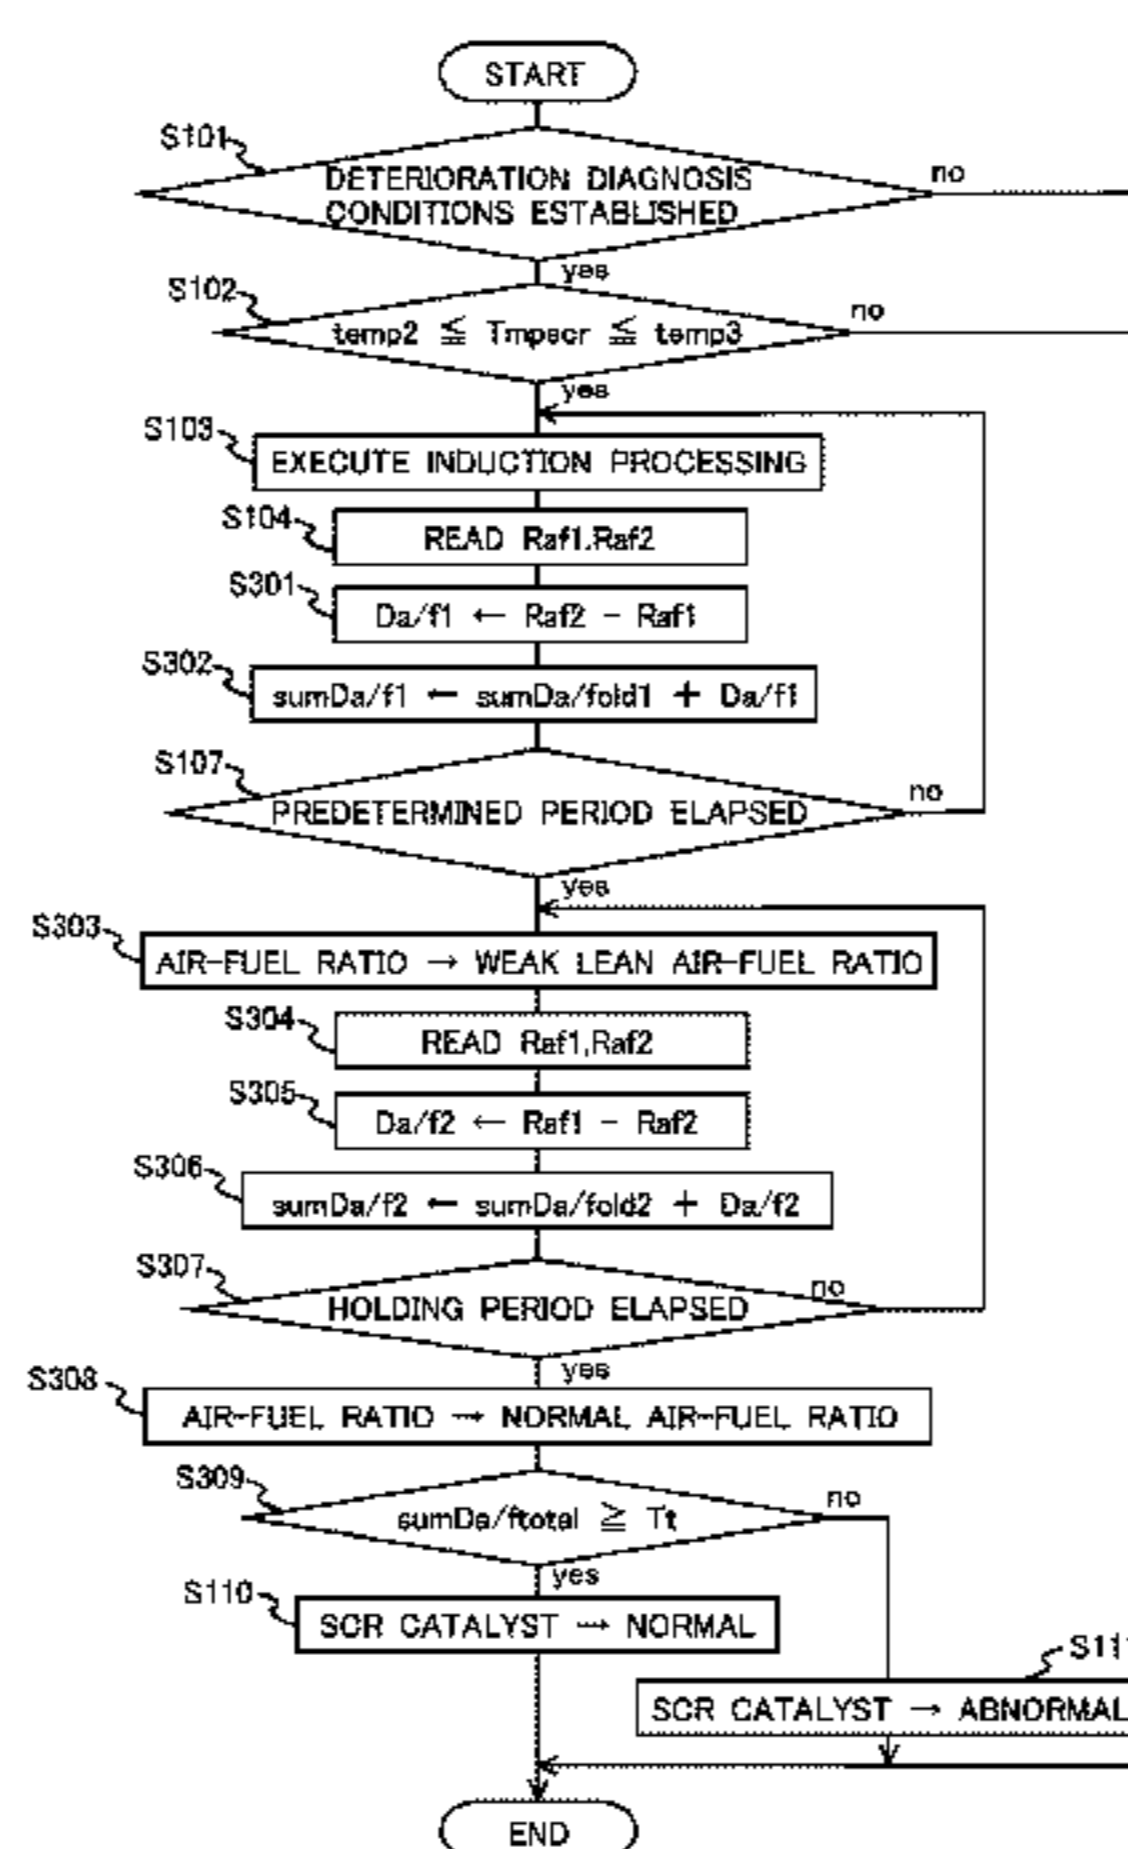 START
S101
DETERIORATION DIAGNOSIS
CONDITIONS ESTABLISHED
no
yes
S102
temp2 ≦ Tmpscr ≦ temp3
no
yes
S103
EXECUTE INDUCTION PROCESSING
S104
READ Raf1,Raf2
S301
Da/f1 ← Raf2 − Raf1
S302
sumDa/f1 ← sumDa/fold1 + Da/f1
S107
PREDETERMINED PERIOD ELAPSED
no
yes
S303
AIR-FUEL RATIO → WEAK LEAN AIR-FUEL RATIO
S304
READ Raf1,Raf2
S305
Da/f2 ← Raf1 − Raf2
S306
sumDa/f2 ← sumDa/fold2 + Da/f2
S307
HOLDING PERIOD ELAPSED
no
yes
S308
AIR-FUEL RATIO → NORMAL AIR-FUEL RATIO
S309
sumDa/ftotal ≧ Tt
no
yes
S110
SCR CATALYST → NORMAL
S111
SCR CATALYST → ABNORMAL
END